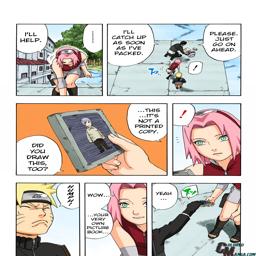 I'LL
HELP.
......
I'LL
CATCH UP
AS SOON
AS I'VE
PACKED.
PLEASE.
JUST GO
ON
AHEAD.
...THIS
...IT'S
NOT A
PRINTED
COPY.
!
DID
YOU
DRAW
THIS,
TOO?
WOW...
...YOUR
VERY OWN
PICTURE
BOOK...
YEAH
...